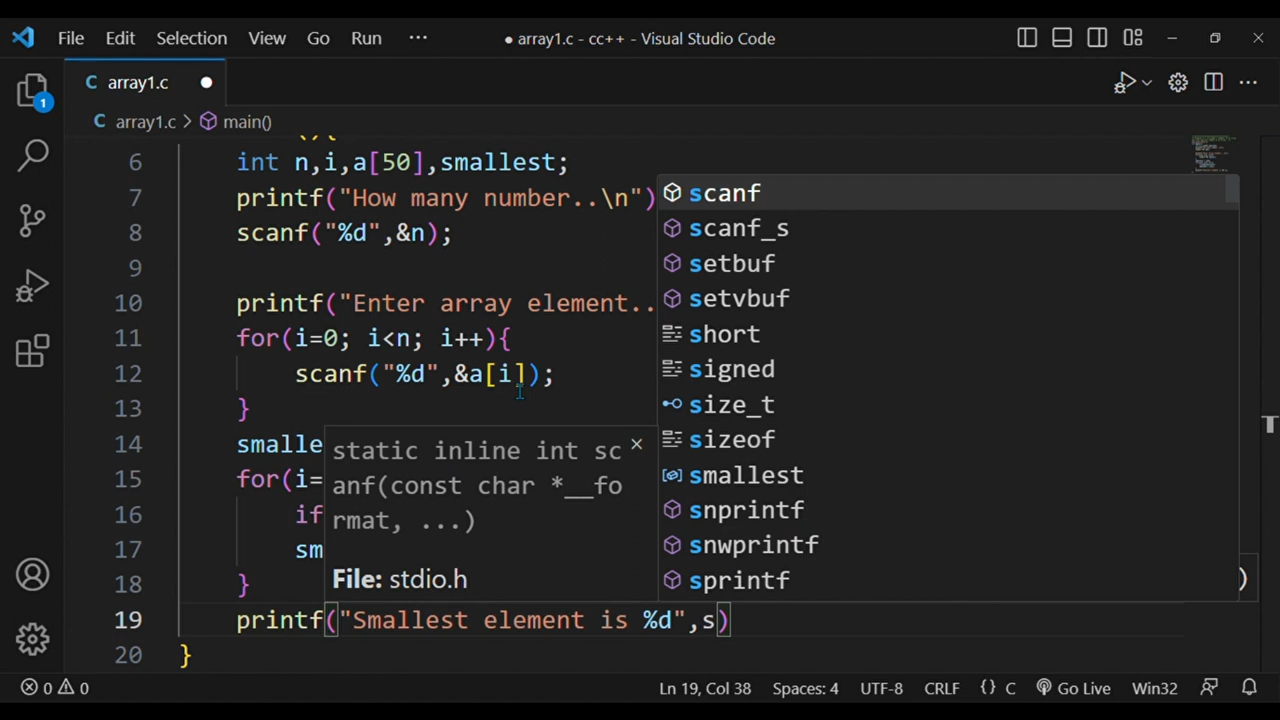 File Edit Selection View Go Run ··· ● array1.c - cc++ - Visual Studio Code
C array1.c ●
C array1.c > main()
(){
6 int n,i,a[50],smallest;
7 printf("How many number..\n")
8 scanf("%d",&n);
9
10 printf("Enter array element..
11 for(i=0; i<n; i++){
12 scanf("%d",&a[i]);
13 }
14 smalle
15 for(i=
16 if
17 sm
18 }
19 printf("Smallest element is %d",s)
20 }
scanf
scanf_s
setbuf
setvbuf
short
signed
size_t
sizeof
smallest
snprintf
snwprintf
sprintf
static inline int sc
anf(const char *__fo
rmat, ...)
File: stdio.h
)
1
0 0 Ln 19, Col 38 Spaces: 4 UTF-8 CRLF {} C Go Live Win32